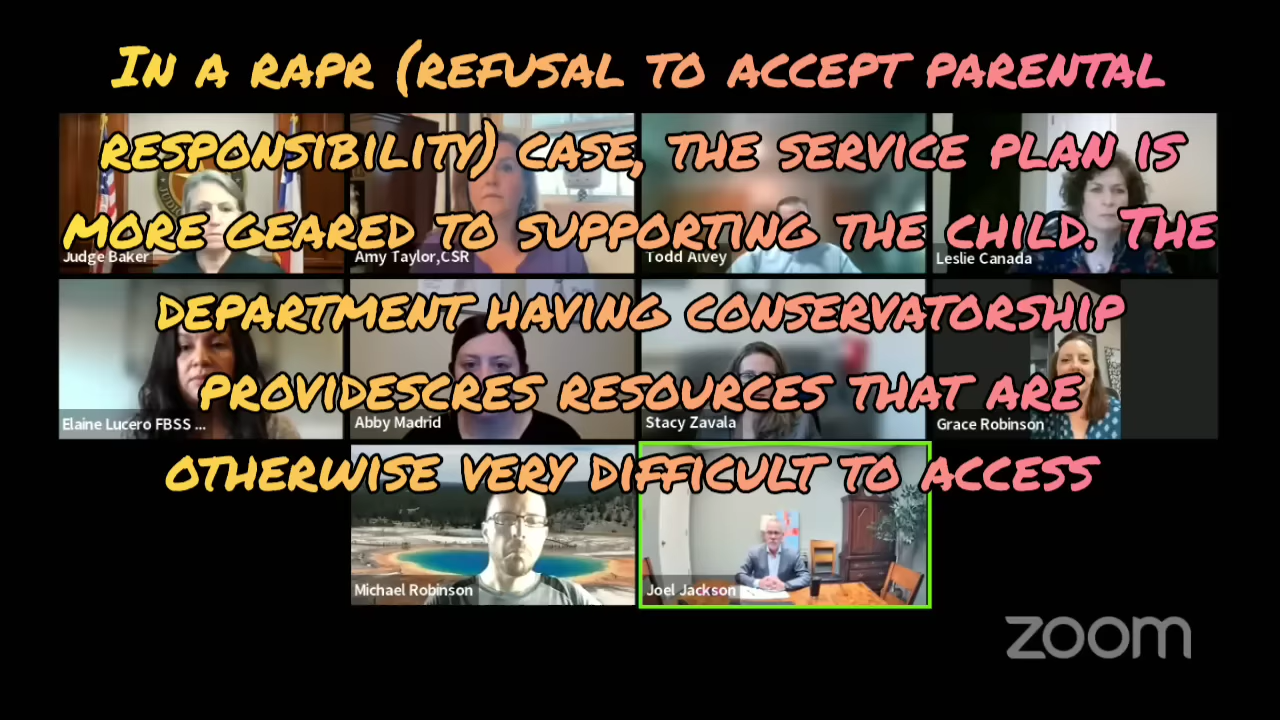 IN A RAPR (REFUSAL TO ACCEPT PARENTAL
RESPONSIBILITY) CASE, THE SERVICE PLAN IS
MORE GEARED TO SUPPORTING THE CHILD. THE
Judge Baker
Amy Taylor,CSR
Todd Alvey
Leslie Canada
DEPARTMENT HAVING CONSERVATORSHIP
PROVIDESCRES RESOURCES THAT ARE
Elaine Lucero FBSS ...
Abby Madrid
Stacy Zavala
Grace Robinson
OTHERWISE VERY DIFFICULT TO ACCESS
Michael Robinson
Joel Jackson
zoom